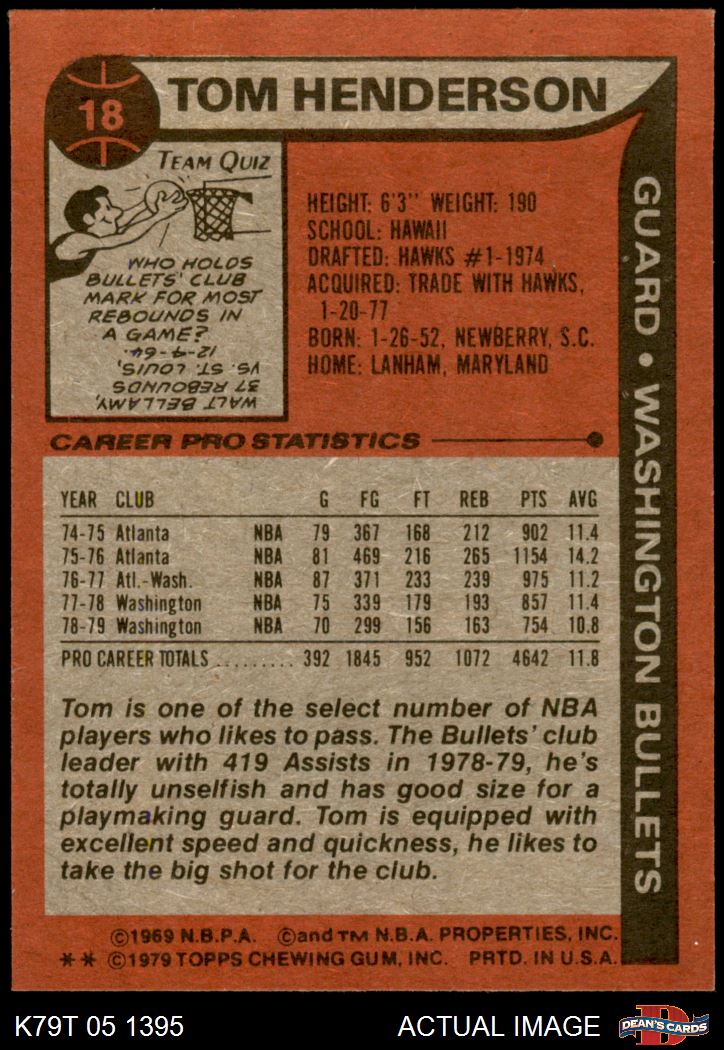 18
TOM HENDERSON
TEAM QUIZ
WHO HOLDS
BULLETS' CLUB
MARK FOR MOST
REBOUNDS IN
A GAME?
WALT BELLAMY,
37 REBOUNDS
VS. ST. LOUIS,
12-4-64.
HEIGHT: 6'3" WEIGHT: 190
SCHOOL: HAWAII
DRAFTED: HAWKS #1-1974
ACQUIRED: TRADE WITH HAWKS,
1-20-77
BORN: 1-26-52, NEWBERRY, S.C.
HOME: LANHAM, MARYLAND
GUARD • WASHINGTON BULLETS
CAREER PRO STATISTICS
YEAR CLUB G FG FT REB PTS AVG
74-75 Atlanta NBA 79 367 168 212 902 11.4
75-76 Atlanta NBA 81 469 216 265 1154 14.2
76-77 Atl.-Wash. NBA 87 371 233 239 975 11.2
77-78 Washington NBA 75 339 179 193 857 11.4
78-79 Washington NBA 70 299 156 163 754 10.8
PRO CAREER TOTALS ......... 392 1845 952 1072 4642 11.8
Tom is one of the select number of NBA
players who likes to pass. The Bullets' club
leader with 419 Assists in 1978-79, he's
totally unselfish and has good size for a
playmaking guard. Tom is equipped with
excellent speed and quickness, he likes to
take the big shot for the club.
©1969 N.B.P.A. ©and TM N.B.A. PROPERTIES, INC.
** ©1979 TOPPS CHEWING GUM, INC. PRTD. IN U.S.A.
K79T 05 1395
ACTUAL IMAGE
D
DEAN'S CARDS